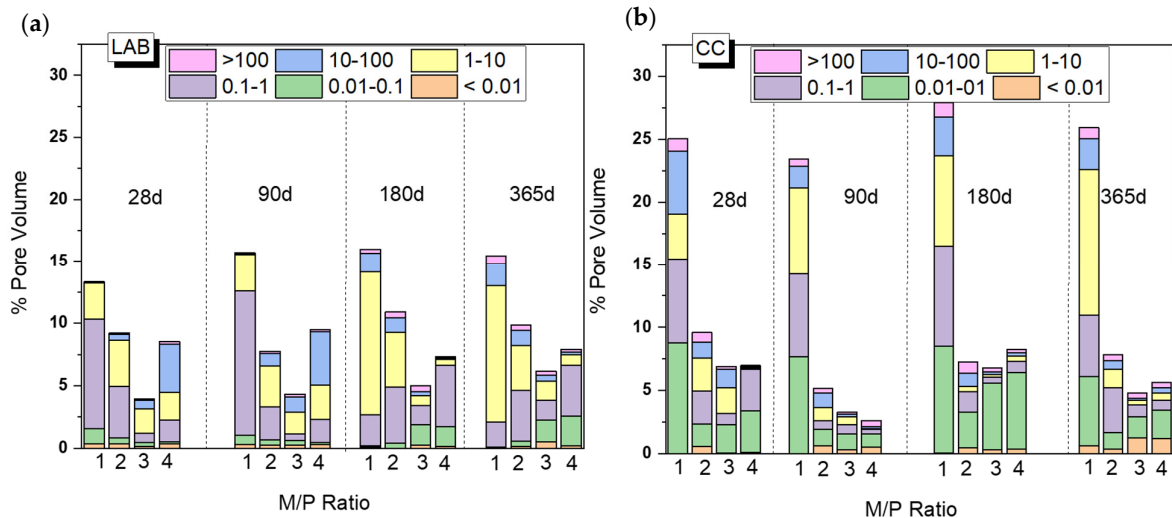 (a)
LAB
>100 10-100 1-10
0.1-1 0.01-0.1 < 0.01
30
25
20
15
10
5
0
% Pore Volume
28d 90d 180d 365d
1 2 3 4 1 2 3 4 1 2 3 4 1 2 3 4
M/P Ratio
(b)
CC
>100 10-100 1-10
0.1-1 0.01-01 < 0.01
30
25
20
15
10
5
0
% Pore Volume
28d 90d 180d 365d
1 2 3 4 1 2 3 4 1 2 3 4 1 2 3 4
M/P Ratio